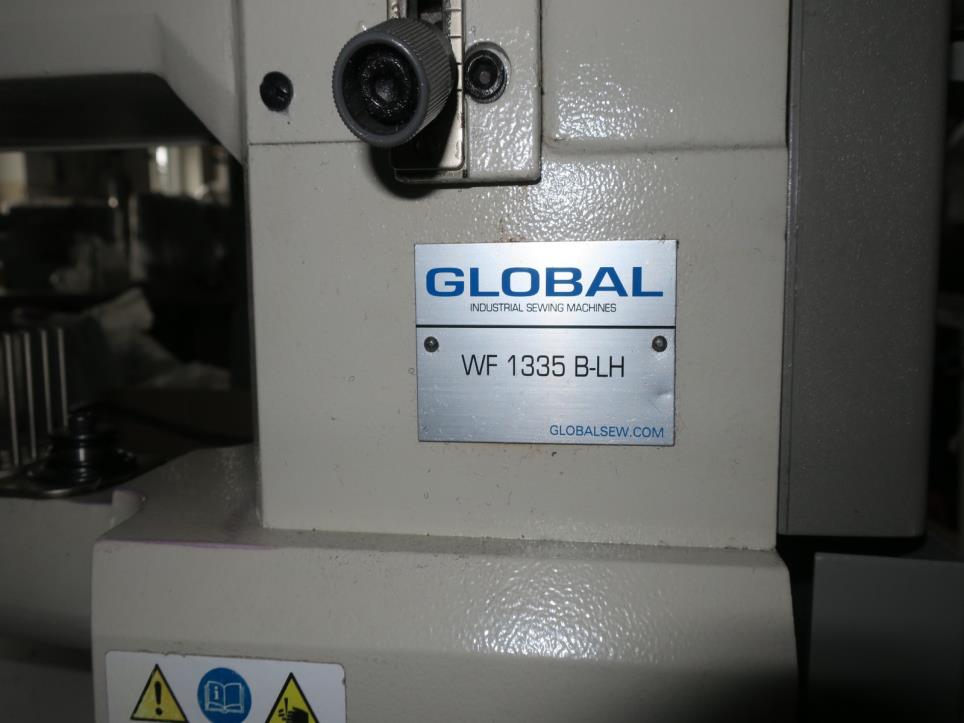 GLOBAL
INDUSTRIAL SEWING MACHINES
WF 1335 B-LH
GLOBALSEW.COM